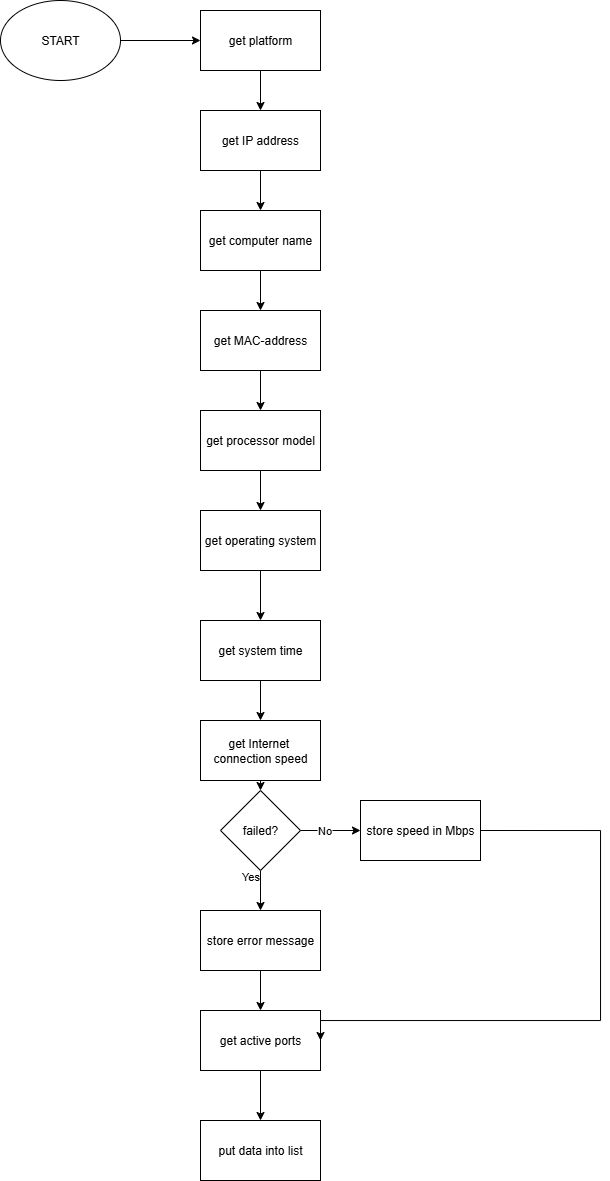 START
get platform
get IP address
get computer name
get MAC-address
get processor model
get operating system
get system time
get Internet
connection speed
failed?
No
store speed in Mbps
Yes
store error message
get active ports
put data into list